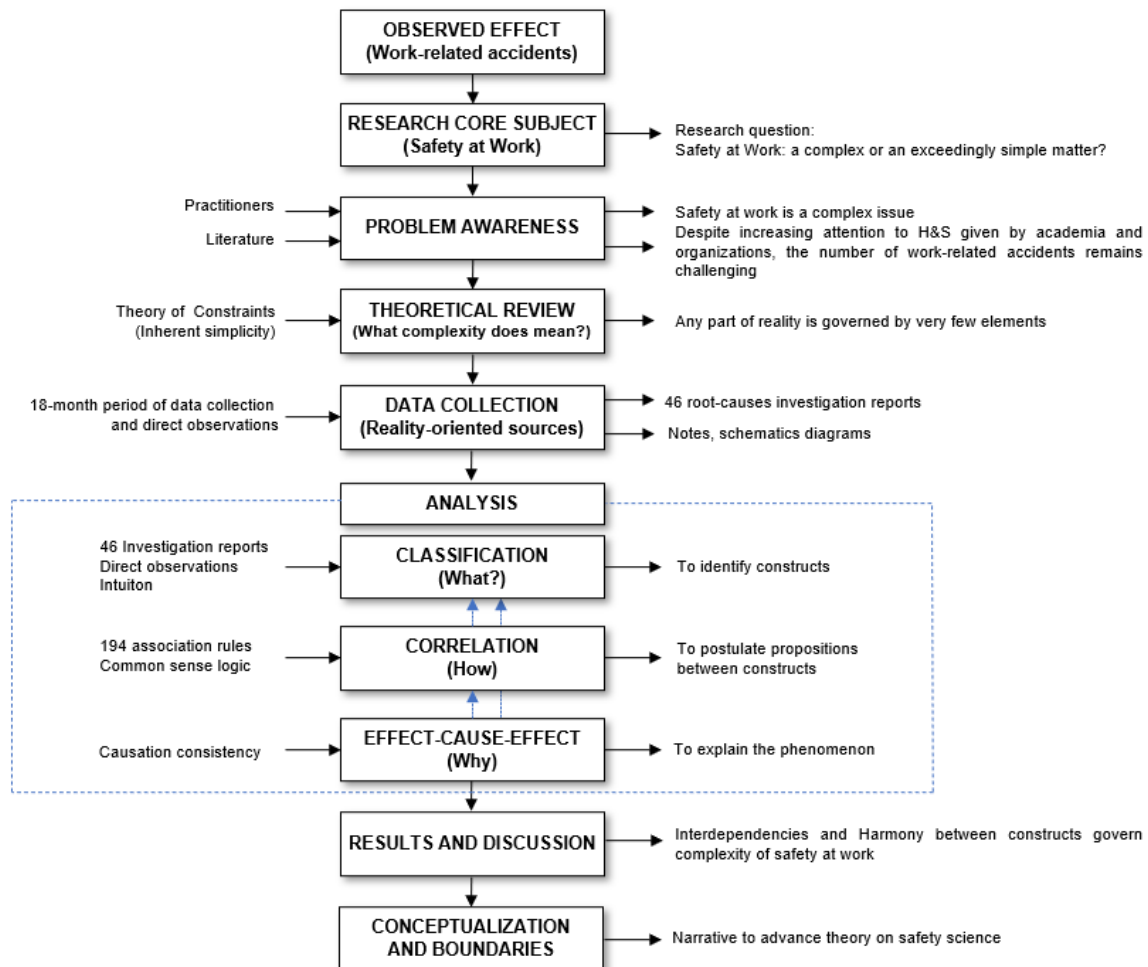 OBSERVED EFFECT
(Work-related accidents)
RESEARCH CORE SUBJECT
(Safety at Work)
Research question:
Safety at Work: a complex or an exceedingly simple matter?
Practitioners
Literature
PROBLEM AWARENESS
Safety at work is a complex issue
Despite increasing attention to H&S given by academia and
organizations, the number of work-related accidents remains
challenging
Theory of Constraints
(Inherent simplicity)
THEORETICAL REVIEW
(What complexity does mean?)
Any part of reality is governed by very few elements
18-month period of data collection
and direct observations
DATA COLLECTION
(Reality-oriented sources)
46 root-causes investigation reports
Notes, schematics diagrams
ANALYSIS
46 Investigation reports
Direct observations
Intuiton
CLASSIFICATION
(What?)
To identify constructs
194 association rules
Common sense logic
CORRELATION
(How)
To postulate propositions
between constructs
Causation consistency
EFFECT-CAUSE-EFFECT
(Why)
To explain the phenomenon
RESULTS AND DISCUSSION
Interdependencies and Harmony between constructs govern
complexity of safety at work
CONCEPTUALIZATION
AND BOUNDARIES
Narrative to advance theory on safety science